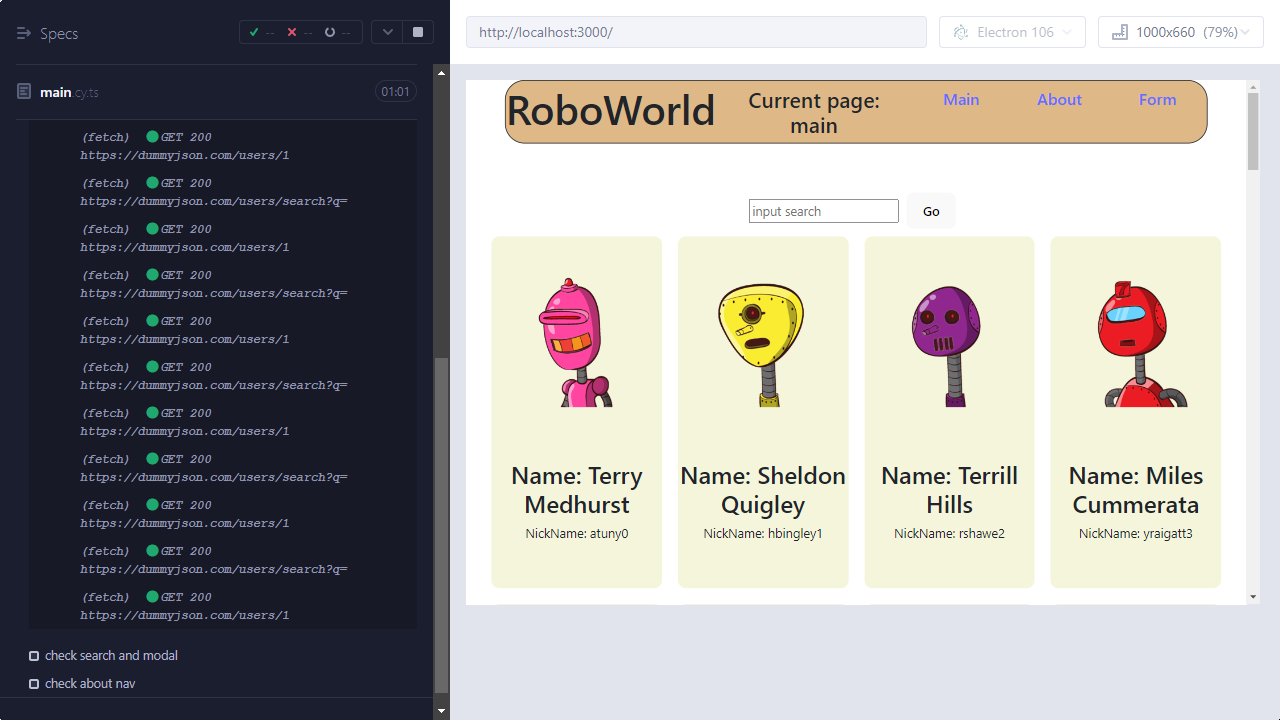 Specs
-- -- --
main.cy.ts 01:01
(fetch) GET 200
https://dummyjson.com/users/1
(fetch) GET 200
https://dummyjson.com/users/search?q=
(fetch) GET 200
https://dummyjson.com/users/1
(fetch) GET 200
https://dummyjson.com/users/search?q=
(fetch) GET 200
https://dummyjson.com/users/1
(fetch) GET 200
https://dummyjson.com/users/search?q=
(fetch) GET 200
https://dummyjson.com/users/1
(fetch) GET 200
https://dummyjson.com/users/search?q=
(fetch) GET 200
https://dummyjson.com/users/1
(fetch) GET 200
https://dummyjson.com/users/search?q=
(fetch) GET 200
https://dummyjson.com/users/1
check search and modal
check about nav
http://localhost:3000/
Electron 106
1000x660 (79%)
RoboWorld
Current page:
main
Main About Form
input search Go
Name: Terry
Medhurst
NickName: atuny0
Name: Sheldon
Quigley
NickName: hbingley1
Name: Terrill
Hills
NickName: rshawe2
7
Name: Miles
Cummerata
NickName: yraigatt3